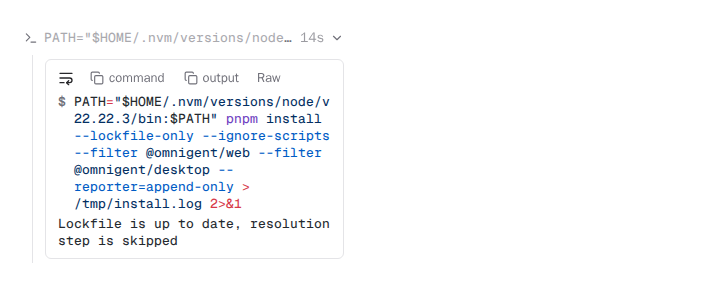 PATH="$HOME/.nvm/versions/node… 14s
command output Raw
$ PATH="$HOME/.nvm/versions/node/v
22.22.3/bin:$PATH" pnpm install
--lockfile-only --ignore-scripts
--filter @omnigent/web --filter
@omnigent/desktop --
reporter=append-only >
/tmp/install.log 2>&1
Lockfile is up to date, resolution
step is skipped